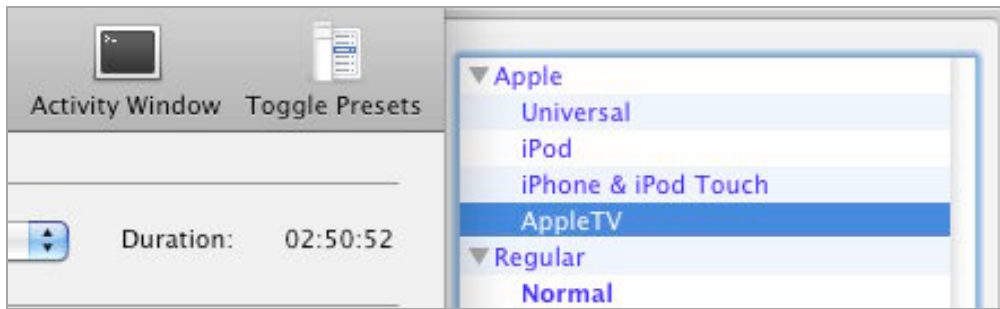 Activity Window Toggle Presets
Duration: 02:50:52
Apple
Universal
iPod
iPhone & iPod Touch
AppleTV
Regular
Normal